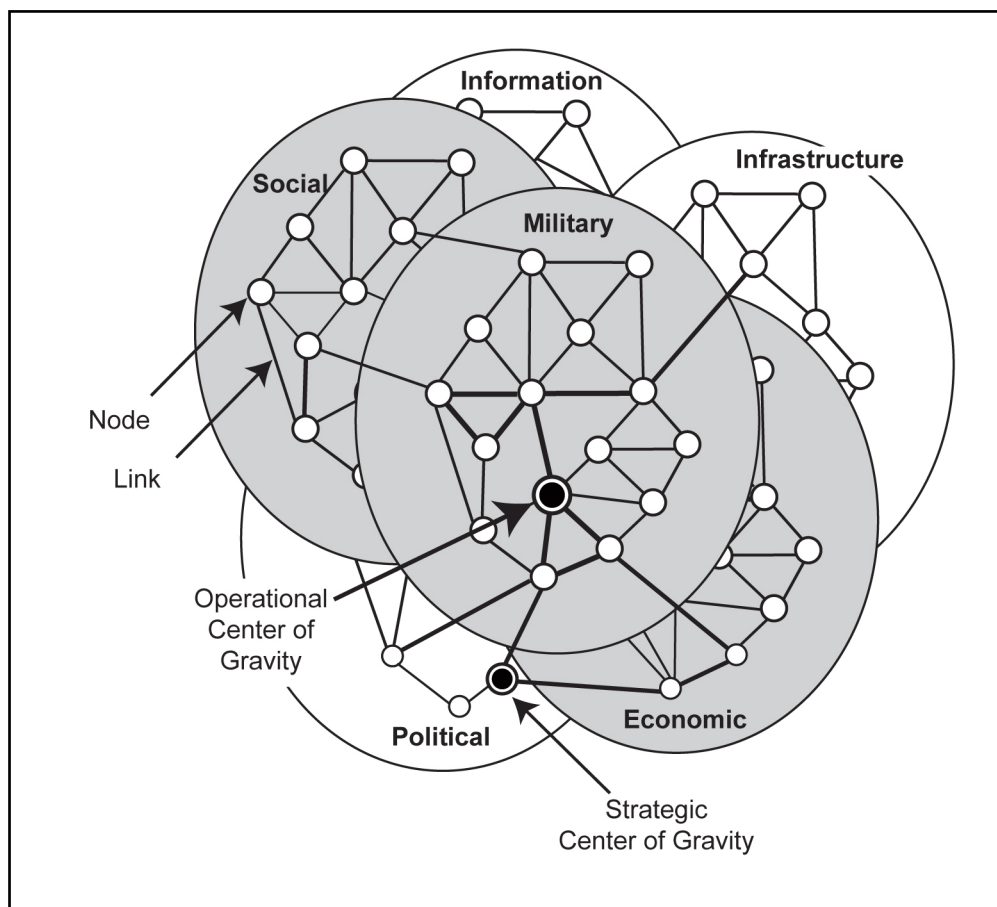 Information
Infrastructure
Social
Military
Node
Link
Operational
Center of
Gravity
Political
Economic
Strategic
Center of Gravity